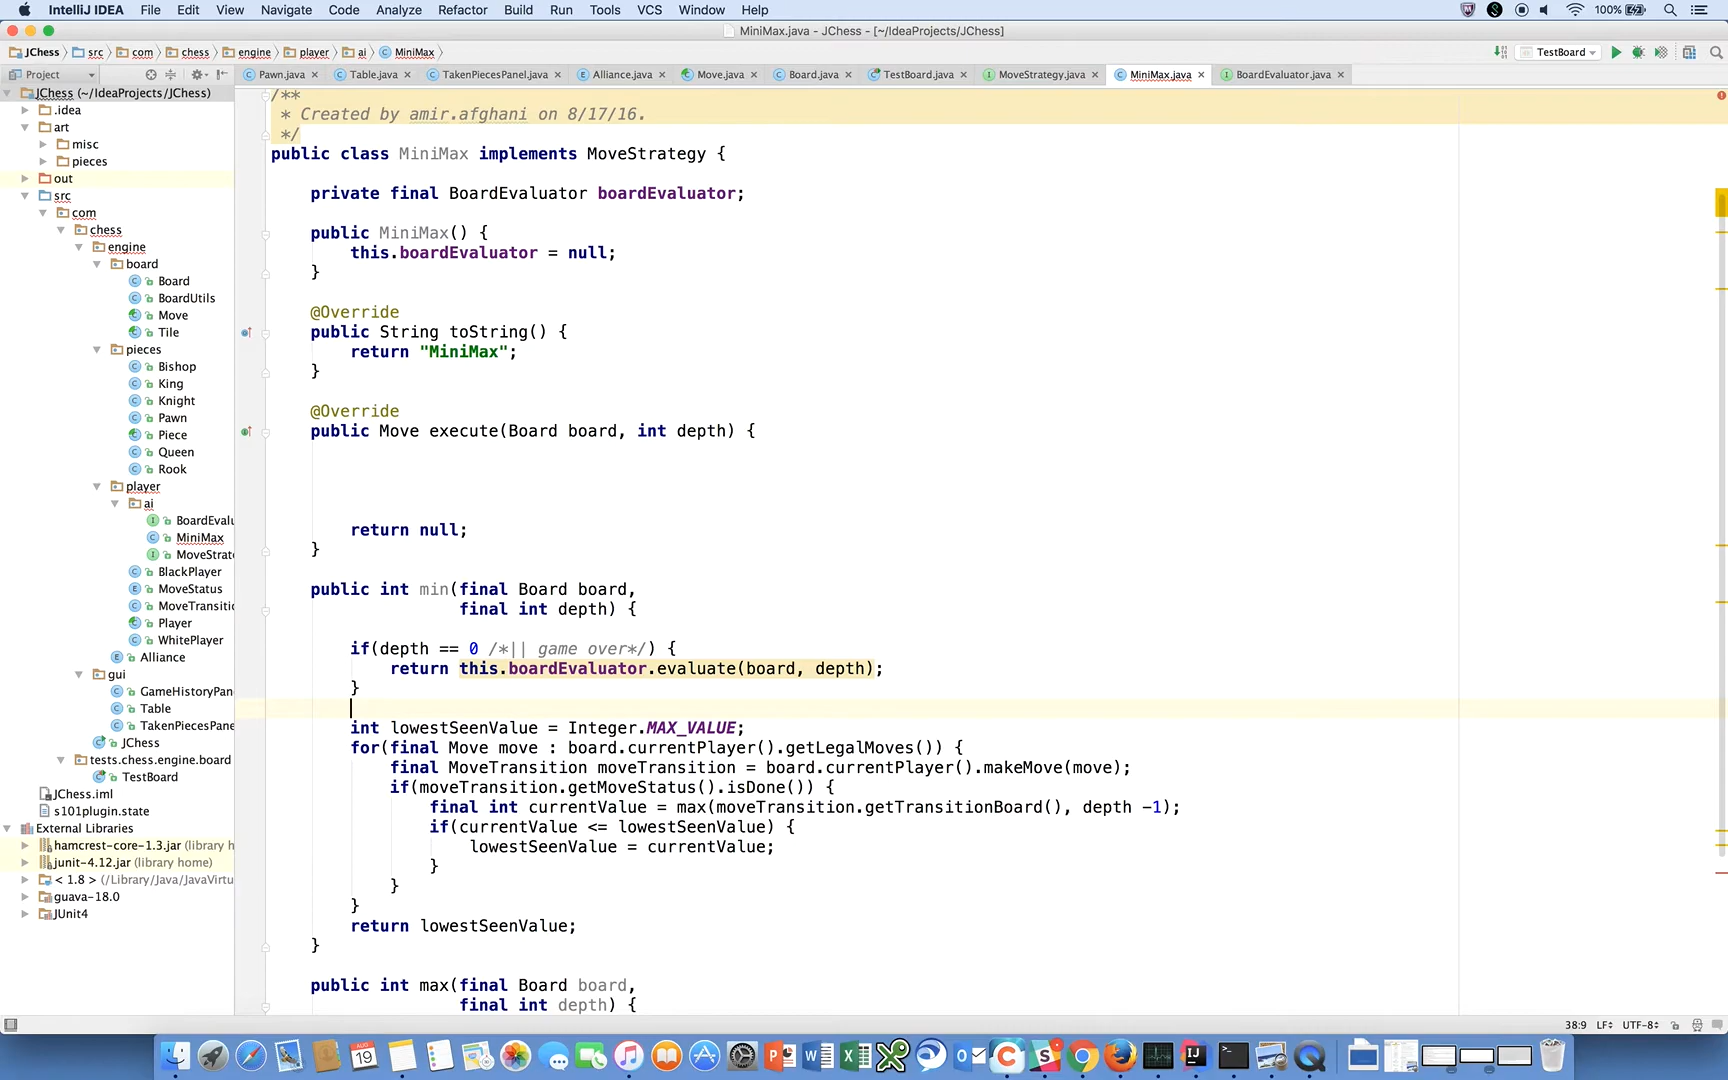 IntelliJ IDEA File Edit View Navigate Code Analyze Refactor Build Run Tools VCS Window Help 100%
MiniMax.java - JChess - [~/IdeaProjects/JChess]
JChess src com chess engine player ai MiniMax TestBoard
Project Pawn.java Table.java TakenPiecesPanel.java Alliance.java Move.java Board.java TestBoard.java MoveStrategy.java MiniMax.java BoardEvaluator.java
JChess (~/IdeaProjects/JChess)
.idea
art
misc
pieces
out
src
com
chess
engine
board
Board
BoardUtils
Move
Tile
pieces
Bishop
King
Knight
Pawn
Piece
Queen
Rook
player
ai
BoardEvalu
MiniMax
MoveStrate
BlackPlayer
MoveStatus
MoveTransitio
Player
WhitePlayer
Alliance
gui
GameHistoryPan
Table
TakenPiecesPane
JChess
tests.chess.engine.board
TestBoard
JChess.iml
s101plugin.state
External Libraries
hamcrest-core-1.3.jar (library h
junit-4.12.jar (library home)
< 1.8 > (/Library/Java/JavaVirtu
guava-18.0
JUnit4
/**
* Created by amir.afghani on 8/17/16.
*/
public class MiniMax implements MoveStrategy {
private final BoardEvaluator boardEvaluator;
public MiniMax() {
this.boardEvaluator = null;
}
@Override
public String toString() {
return "MiniMax";
}
@Override
public Move execute(Board board, int depth) {
return null;
}
public int min(final Board board,
final int depth) {
if(depth == 0 /*|| game over*/) {
return this.boardEvaluator.evaluate(board, depth);
}
int lowestSeenValue = Integer.MAX_VALUE;
for(final Move move : board.currentPlayer().getLegalMoves()) {
final MoveTransition moveTransition = board.currentPlayer().makeMove(move);
if(moveTransition.getMoveStatus().isDone()) {
final int currentValue = max(moveTransition.getTransitionBoard(), depth -1);
if(currentValue <= lowestSeenValue) {
lowestSeenValue = currentValue;
}
}
}
return lowestSeenValue;
}
public int max(final Board board,
final int depth) {
38:9 LF÷ UTF-8÷
AUG
19